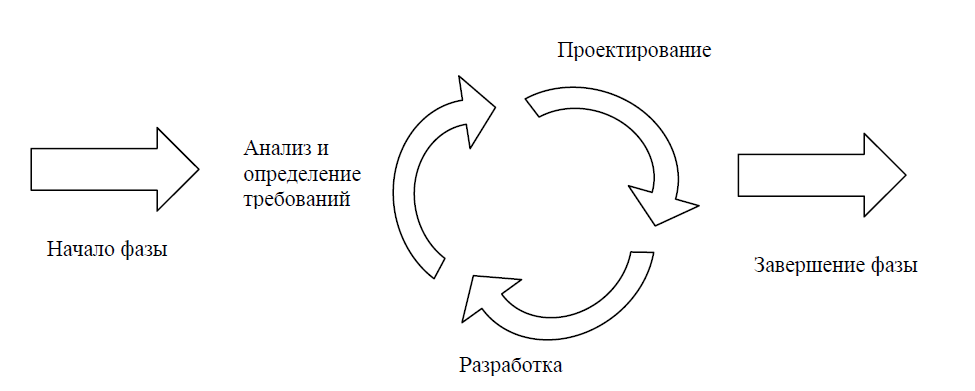 Проектирование
Анализ и
определение
требований
Начало фазы
Завершение фазы
Разработка